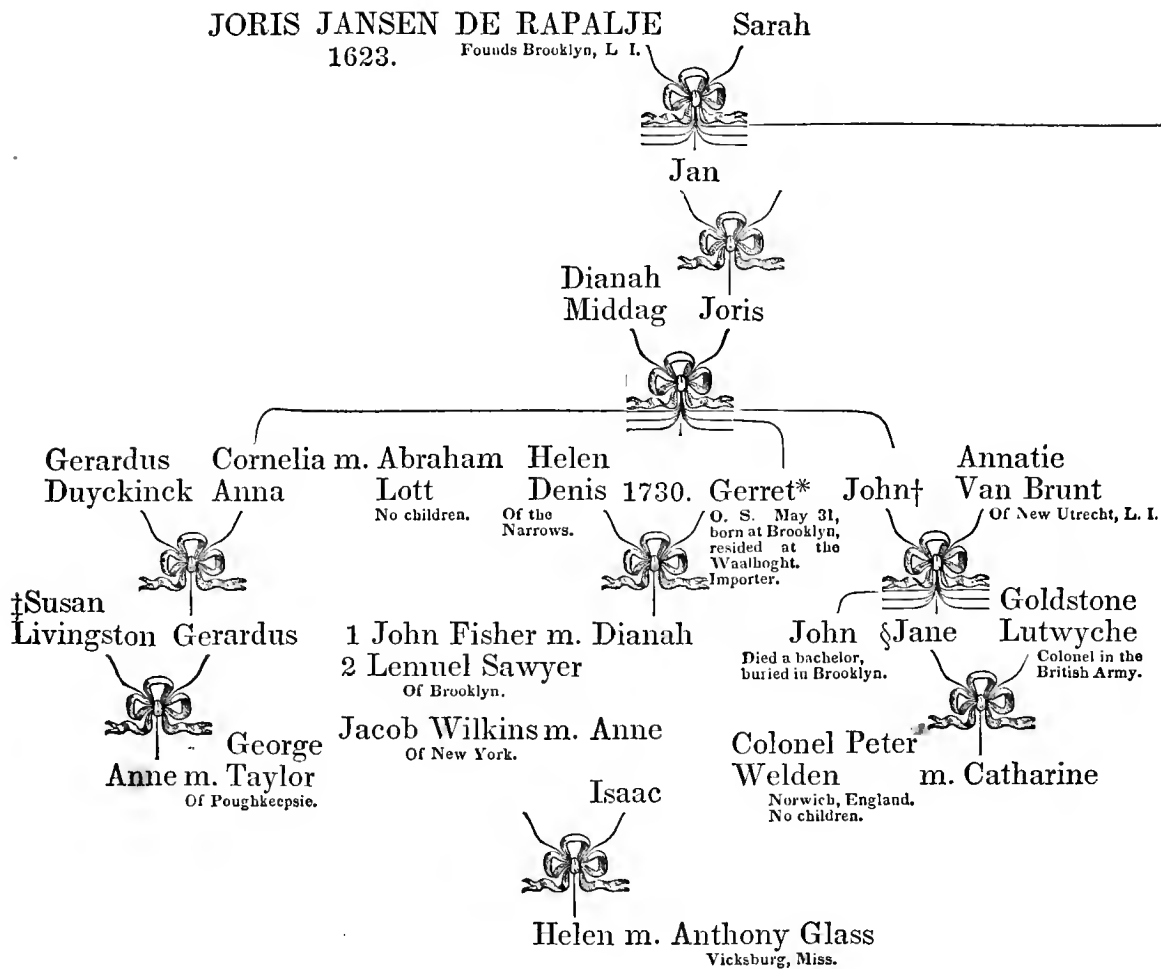 JORIS JANSEN DE RAPALJE Sarah
1623. Founds Brooklyn, L I.
Jan
Dianah
Middag Joris
Gerardus Cornelia m. Abraham Helen Annatie
Duyckinck Anna Lott Denis 1730. Gerret* John† Van Brunt
No children. Of the Narrows. O. S. May 31, Of New Utrecht, L. I.
born at Brooklyn,
resided at the
Waalboght.
Importer.
‡Susan Goldstone
Livingston Gerardus 1 John Fisher m. Dianah John §Jane Lutwyche
2 Lemuel Sawyer Died a bachelor, Colonel in the
Of Brooklyn. buried in Brooklyn. British Army.
George Jacob Wilkins m. Anne Colonel Peter
Anne m. Taylor Of New York. Welden m. Catharine
Of Poughkeepsie. Norwich, England.
Isaac No children.
Helen m. Anthony Glass
Vicksburg, Miss.